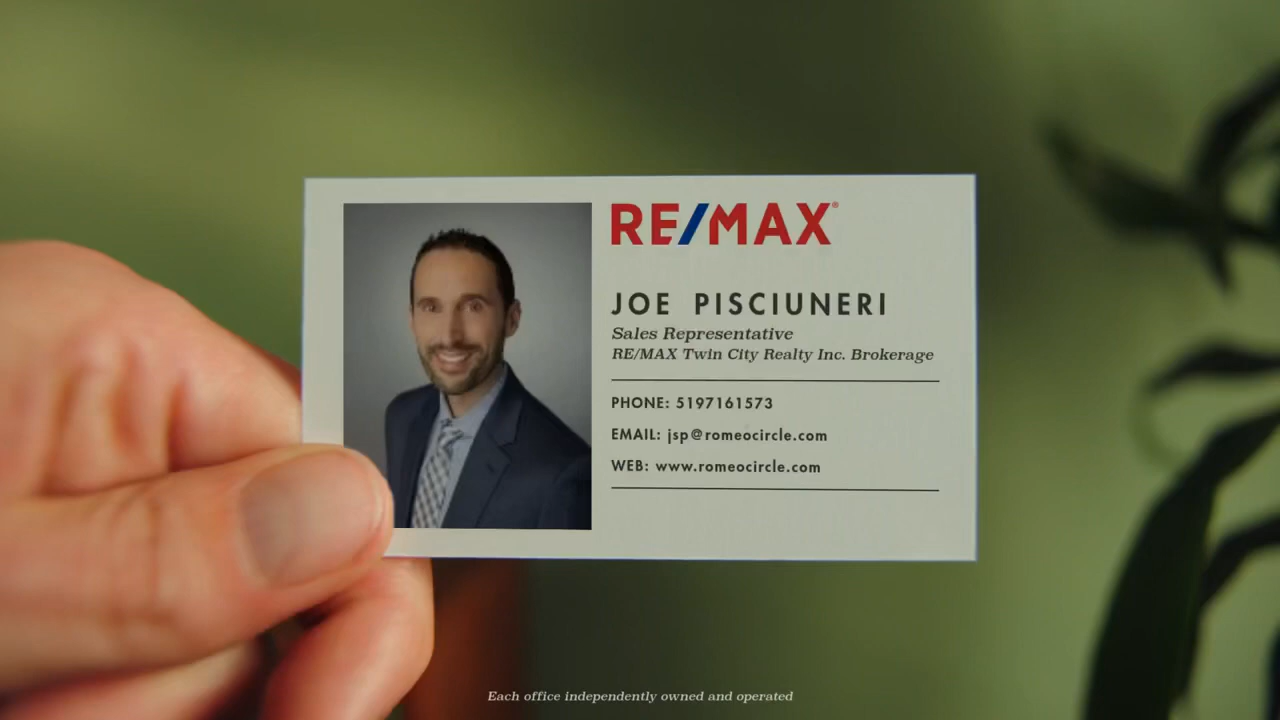 RE/MAX®
JOE PISCIUNERI
Sales Representative
RE/MAX Twin City Realty Inc. Brokerage
PHONE: 5197161573
EMAIL: jsp@romeocircle.com
WEB: www.romeocircle.com
Each office independently owned and operated